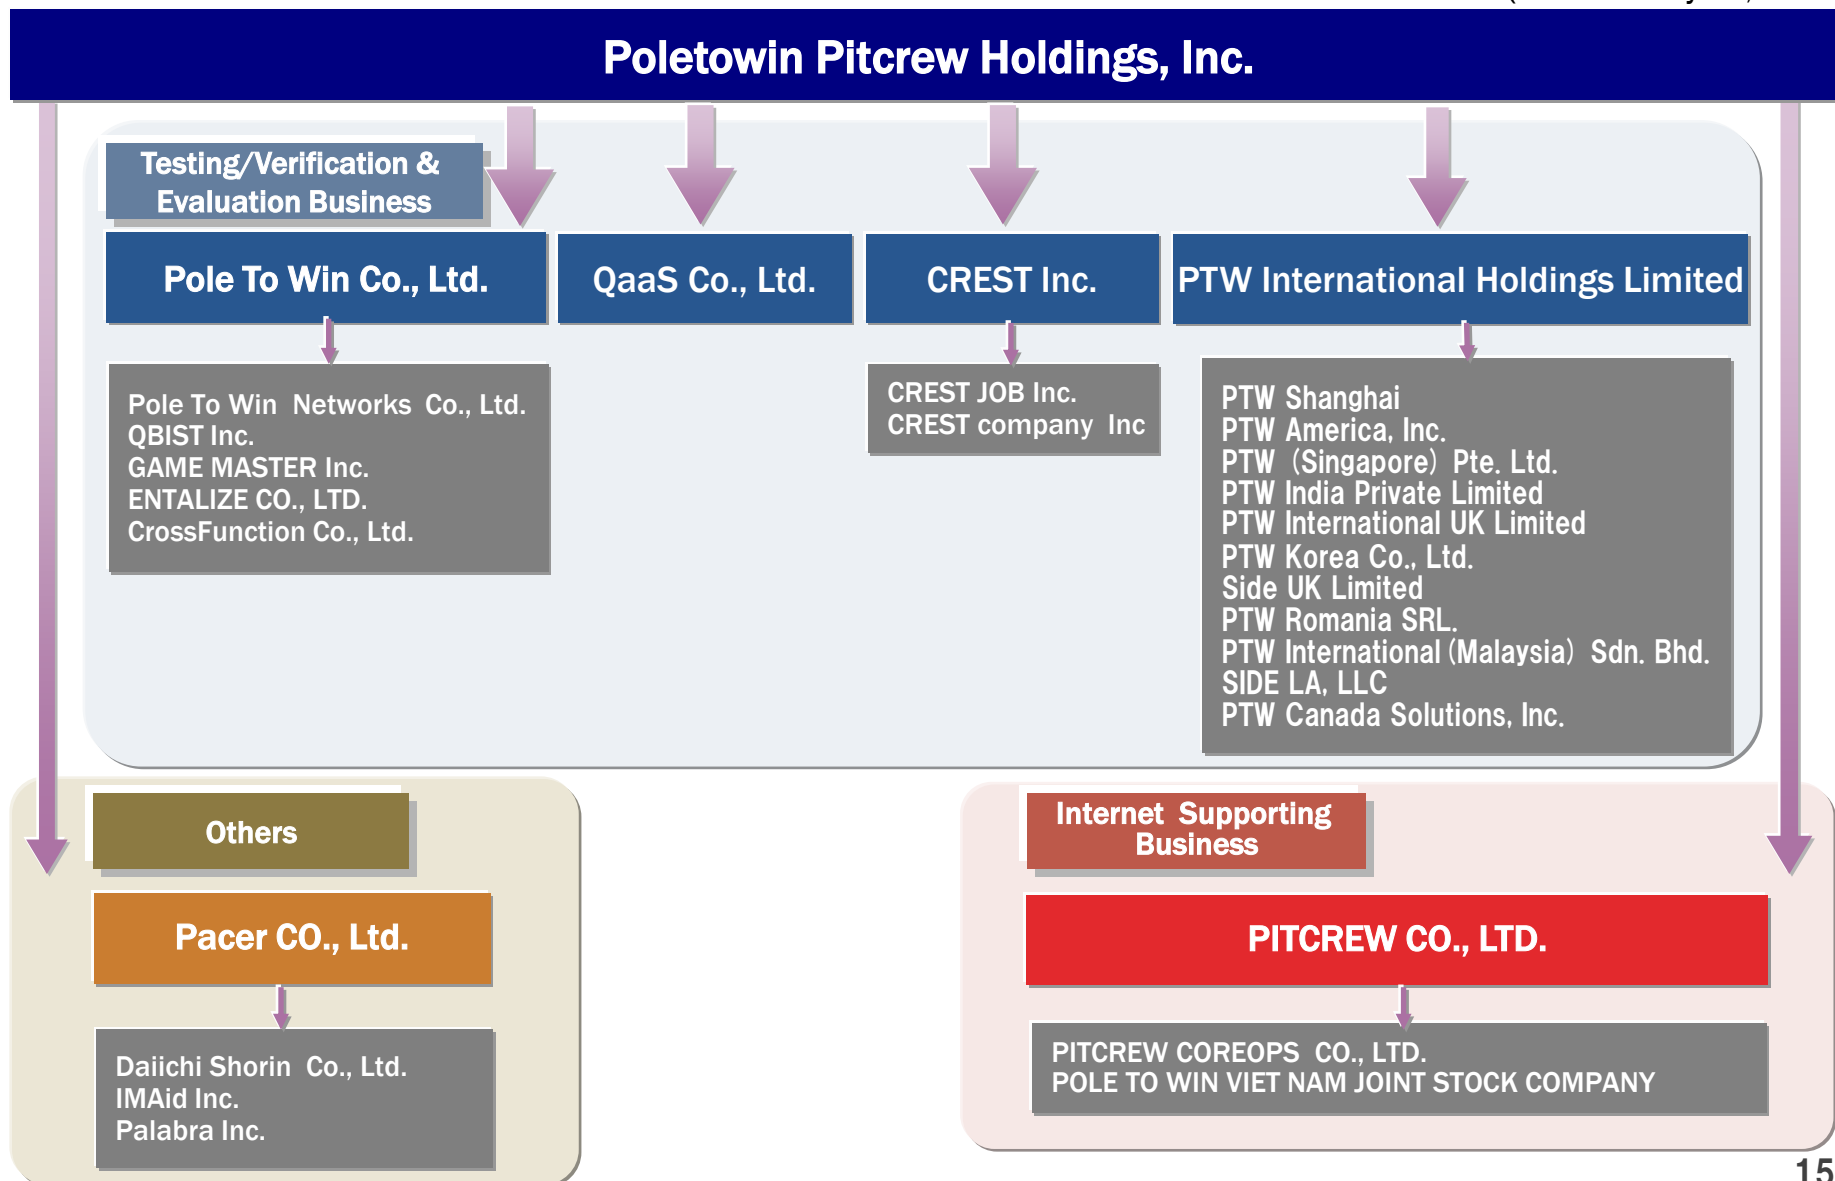 Poletowin Pitcrew Holdings, Inc.
Testing/Verification &
Evaluation Business
Pole To Win Co., Ltd.
QaaS Co., Ltd.
CREST Inc.
PTW International Holdings Limited
Pole To Win Networks Co., Ltd.
QBIST Inc.
GAME MASTER Inc.
ENTALIZE CO., LTD.
CrossFunction Co., Ltd.
CREST JOB Inc.
CREST company Inc
PTW Shanghai
PTW America, Inc.
PTW（Singapore）Pte. Ltd.
PTW India Private Limited
PTW International UK Limited
PTW Korea Co., Ltd.
Side UK Limited
PTW Romania SRL.
PTW International（Malaysia）Sdn. Bhd.
SIDE LA, LLC
PTW Canada Solutions, Inc.
Others
Pacer CO., Ltd.
Daiichi Shorin Co., Ltd.
IMAid Inc.
Palabra Inc.
Internet Supporting
Business
PITCREW CO., LTD.
PITCREW COREOPS CO., LTD.
POLE TO WIN VIET NAM JOINT STOCK COMPANY
15